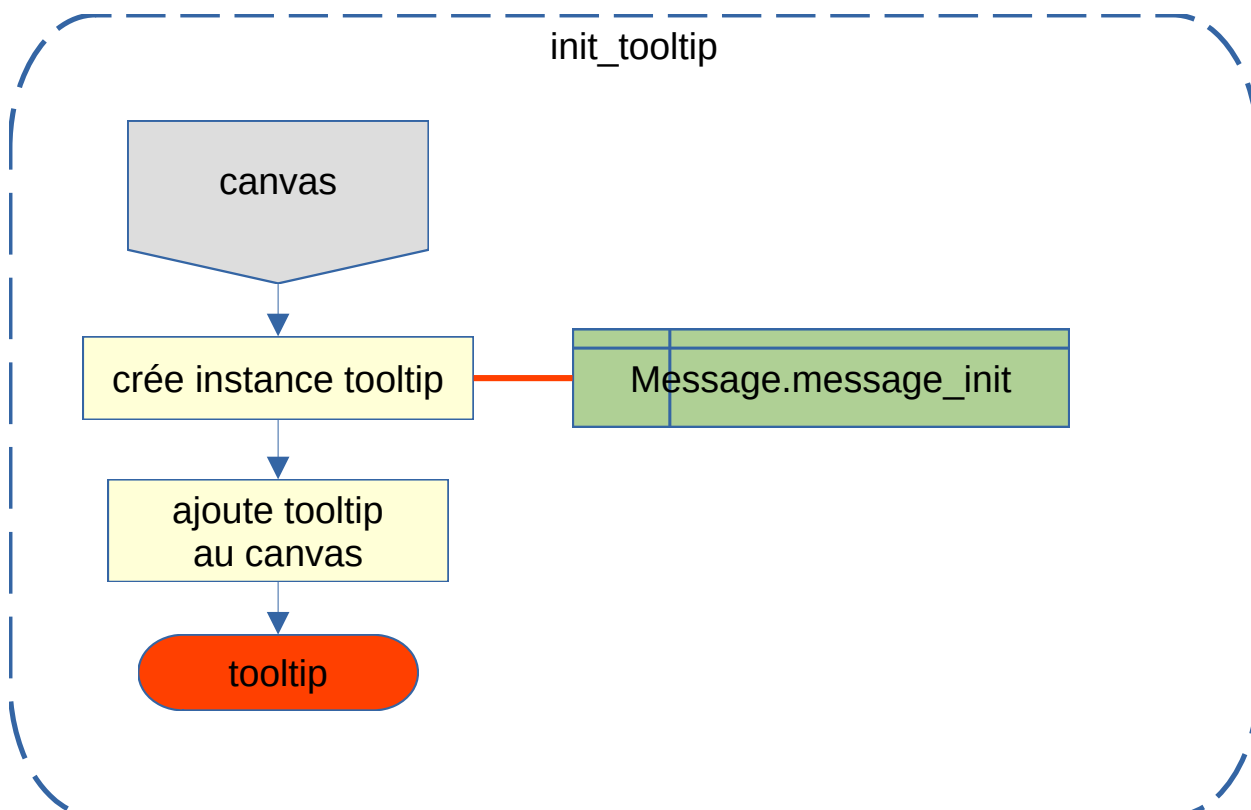 init_tooltip
canvas
crée instance tooltip
Message.message_init
ajoute tooltip
au canvas
tooltip